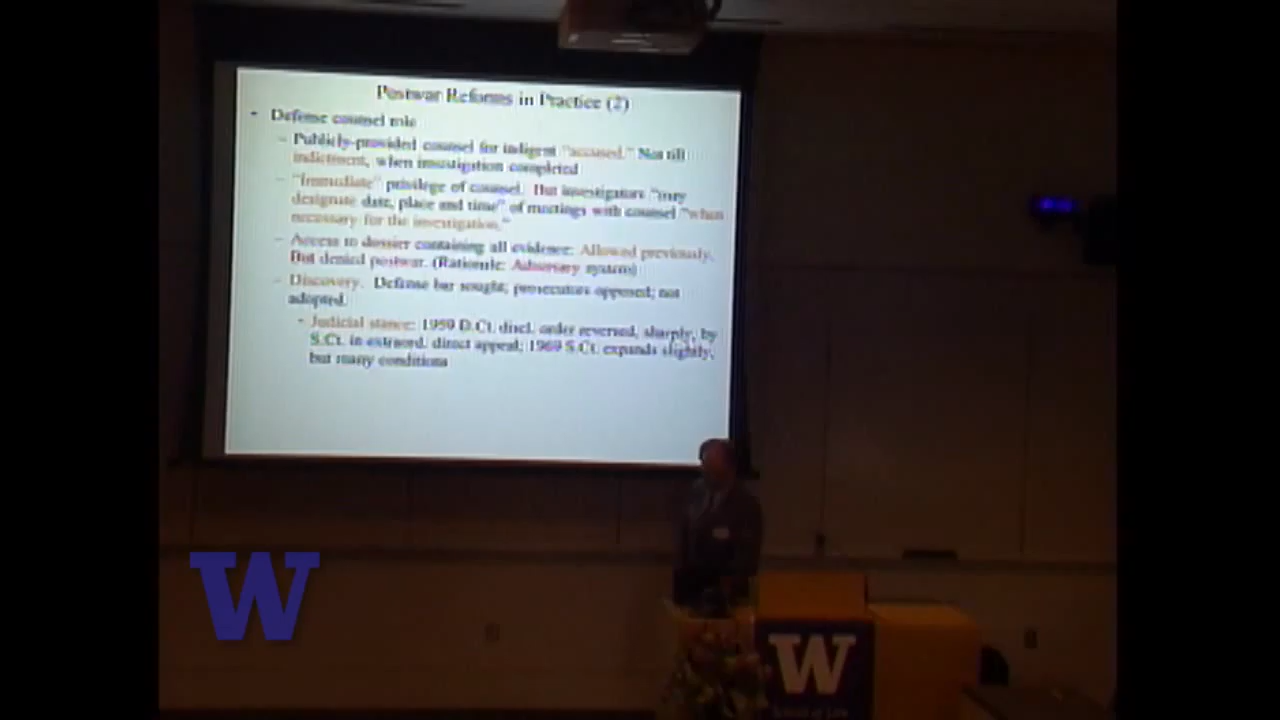 Postwar Reforms in Practice (2)
• Defense counsel role
– Publicly-provided counsel for indigent "accused." Not till
indictment, when investigation completed
– "Immediate" privilege of counsel. But investigators "may
designate date, place and time" of meetings with counsel "when
necessary for the investigation."
– Access to dossier containing all evidence: Allowed previously.
But denied postwar. (Rationale: Adversary system)
– Discovery. Defense bar sought; prosecutors opposed; not
adopted.
• Judicial stance: 1959 D.Ct. discl. order reversed, sharply, by
S.Ct. in extraord. direct appeal; 1969 S.Ct. expands slightly,
but many conditions
W
W
School of Law